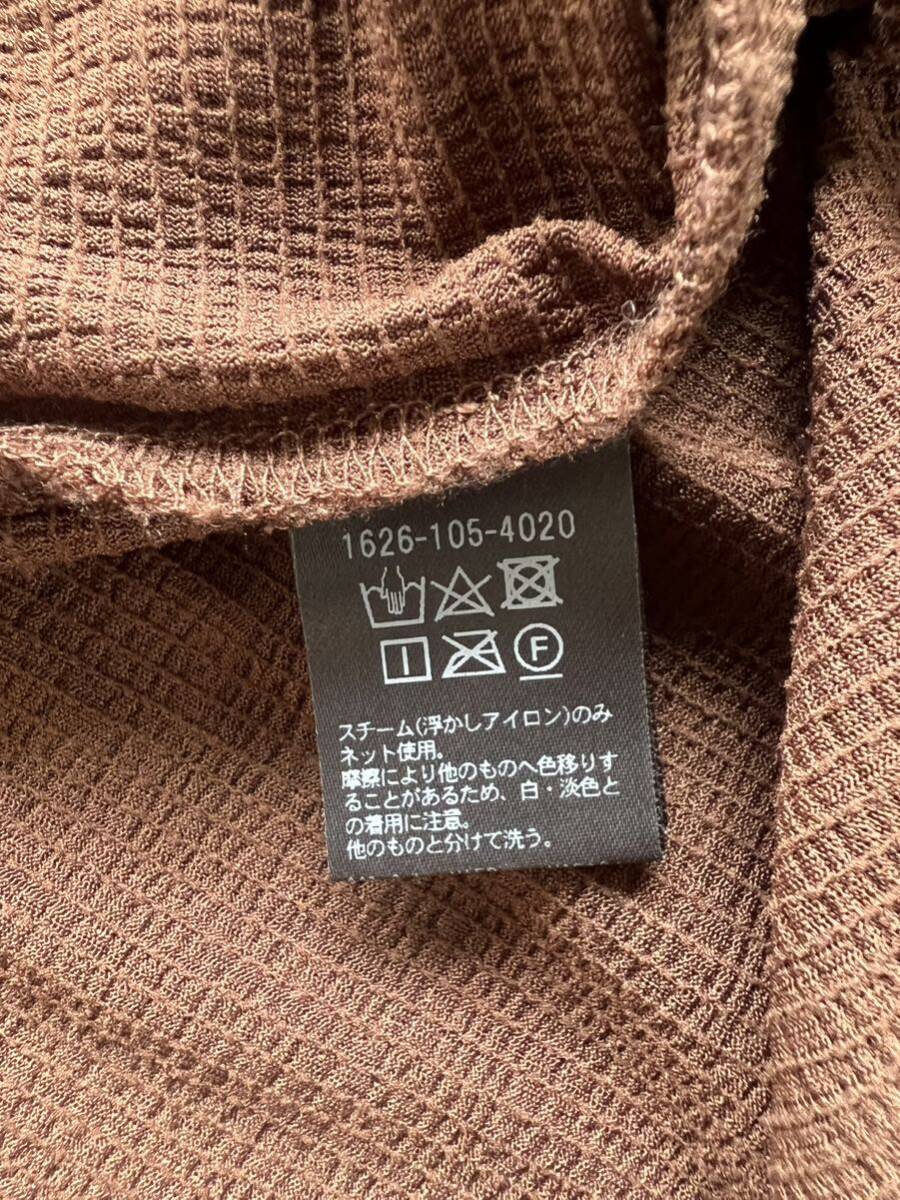 1626-105-4020
F
スチーム(浮かしアイロン)のみ
ネット使用。
摩擦により他のものへ色移りす
ることがあるため、白・淡色と
の着用に注意。
他のものと分けて洗う。